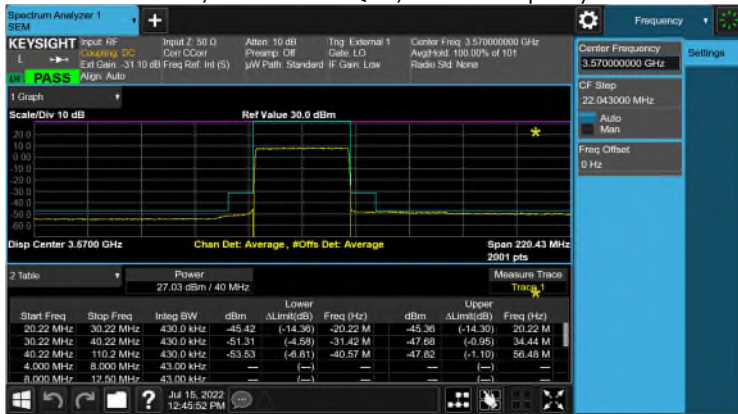 Spectrum Analyzer 1
SEM
+
Frequency
KEYSIGHT
Input: RF
Coupling: DC
Ext Gain: -31.10 dB
Align: Auto
Input Z: 50 Ω
Corr CCorr
Freq Ref: Int (S)
Atten: 10 dB
Preamp: Off
µW Path: Standard
Trig: External 1
Gate: LO
IF Gain: Low
Center Freq: 3.570000000 GHz
Avg|Hold: 100.00% of 101
Radio Std: None
L
PASS
Center Frequency
3.570000000 GHz
Settings
CF Step
22.043000 MHz
Auto
Man
Freq Offset
0 Hz
1 Graph
Scale/Div 10 dB
Ref Value 30.0 dBm
20.0
10.0
0.00
-10.0
-20.0
-30.0
-40.0
-50.0
-60.0
Disp Center 3.5700 GHz
Chan Det: Average , #Offs Det: Average
Span 220.43 MHz
2001 pts
2 Table
Power
27.03 dBm / 40 MHz
Measure Trace
Trace 1
Lower
Upper
Start Freq Stop Freq Integ BW dBm ΔLimit(dB) Freq (Hz) dBm ΔLimit(dB) Freq (Hz)
20.22 MHz 30.22 MHz 430.0 kHz -45.42 (-14.36) -20.22 M -45.36 (-14.30) 20.22 M
30.22 MHz 40.22 MHz 430.0 kHz -51.31 (-4.58) -31.42 M -47.68 (-0.95) 34.44 M
40.22 MHz 110.2 MHz 430.0 kHz -53.53 (-6.81) -40.57 M -47.82 (-1.10) 56.48 M
4.000 MHz 8.000 MHz 43.00 kHz — (—) — (—)
8.000 MHz 12.50 MHz 43.00 kHz — (—) — (—)
?
Jul 15, 2022
12:45:52 PM